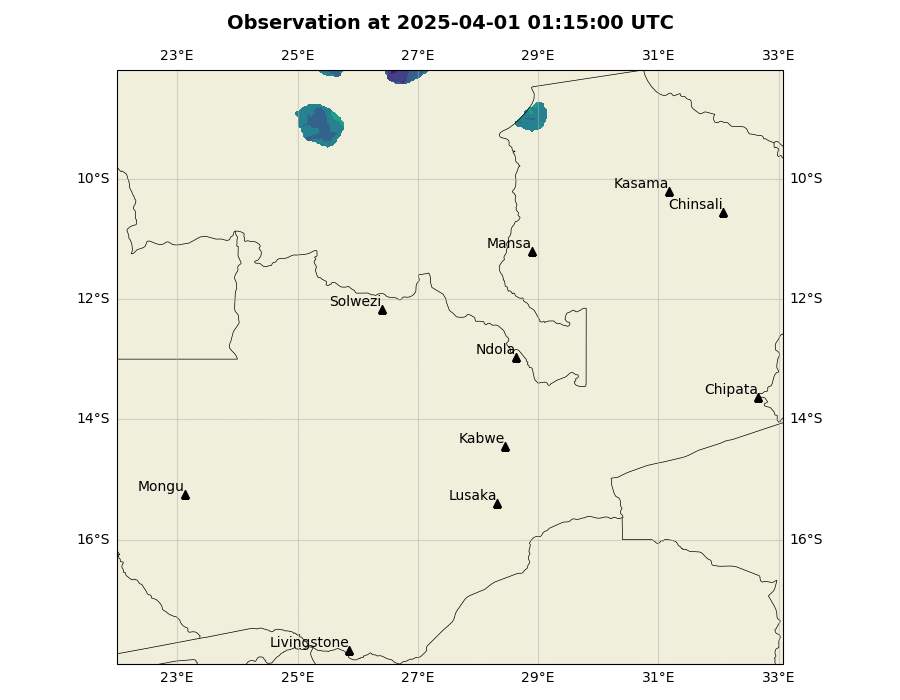 Observation at 2025-04-01 01:15:00 UTC
23°E 25°E 27°E 29°E 31°E 33°E
10°S 10°S
Kasama
Chinsali
Mansa
12°S 12°S
Solwezi
Ndola
Chipata
14°S 14°S
Kabwe
Mongu
Lusaka
16°S 16°S
Livingstone
23°E 25°E 27°E 29°E 31°E 33°E